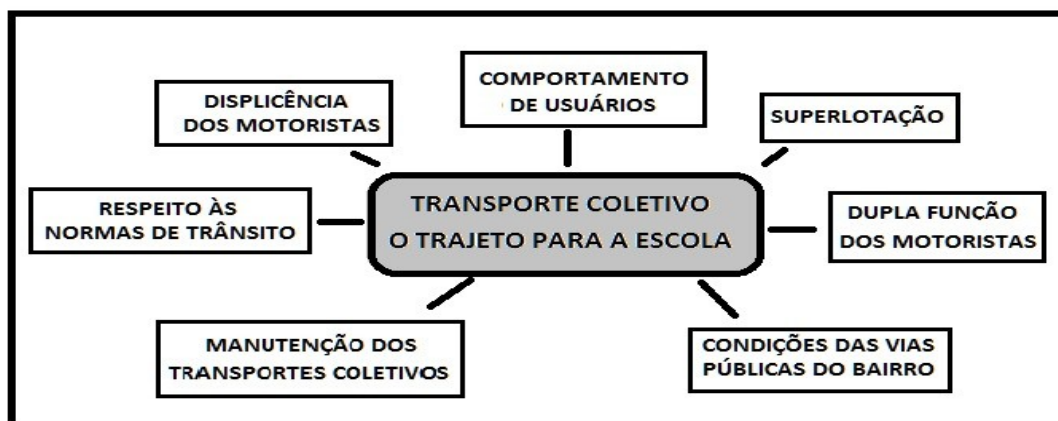 COMPORTAMENTO
DE USUÁRIOS
DISPLICÊNCIA
DOS MOTORISTAS
SUPERLOTAÇÃO
RESPEITO ÀS
NORMAS DE TRÂNSITO
TRANSPORTE COLETIVO
O TRAJETO PARA A ESCOLA
DUPLA FUNÇÃO
DOS MOTORISTAS
MANUTENÇÃO DOS
TRANSPORTES COLETIVOS
CONDIÇÕES DAS VIAS
PÚBLICAS DO BAIRRO